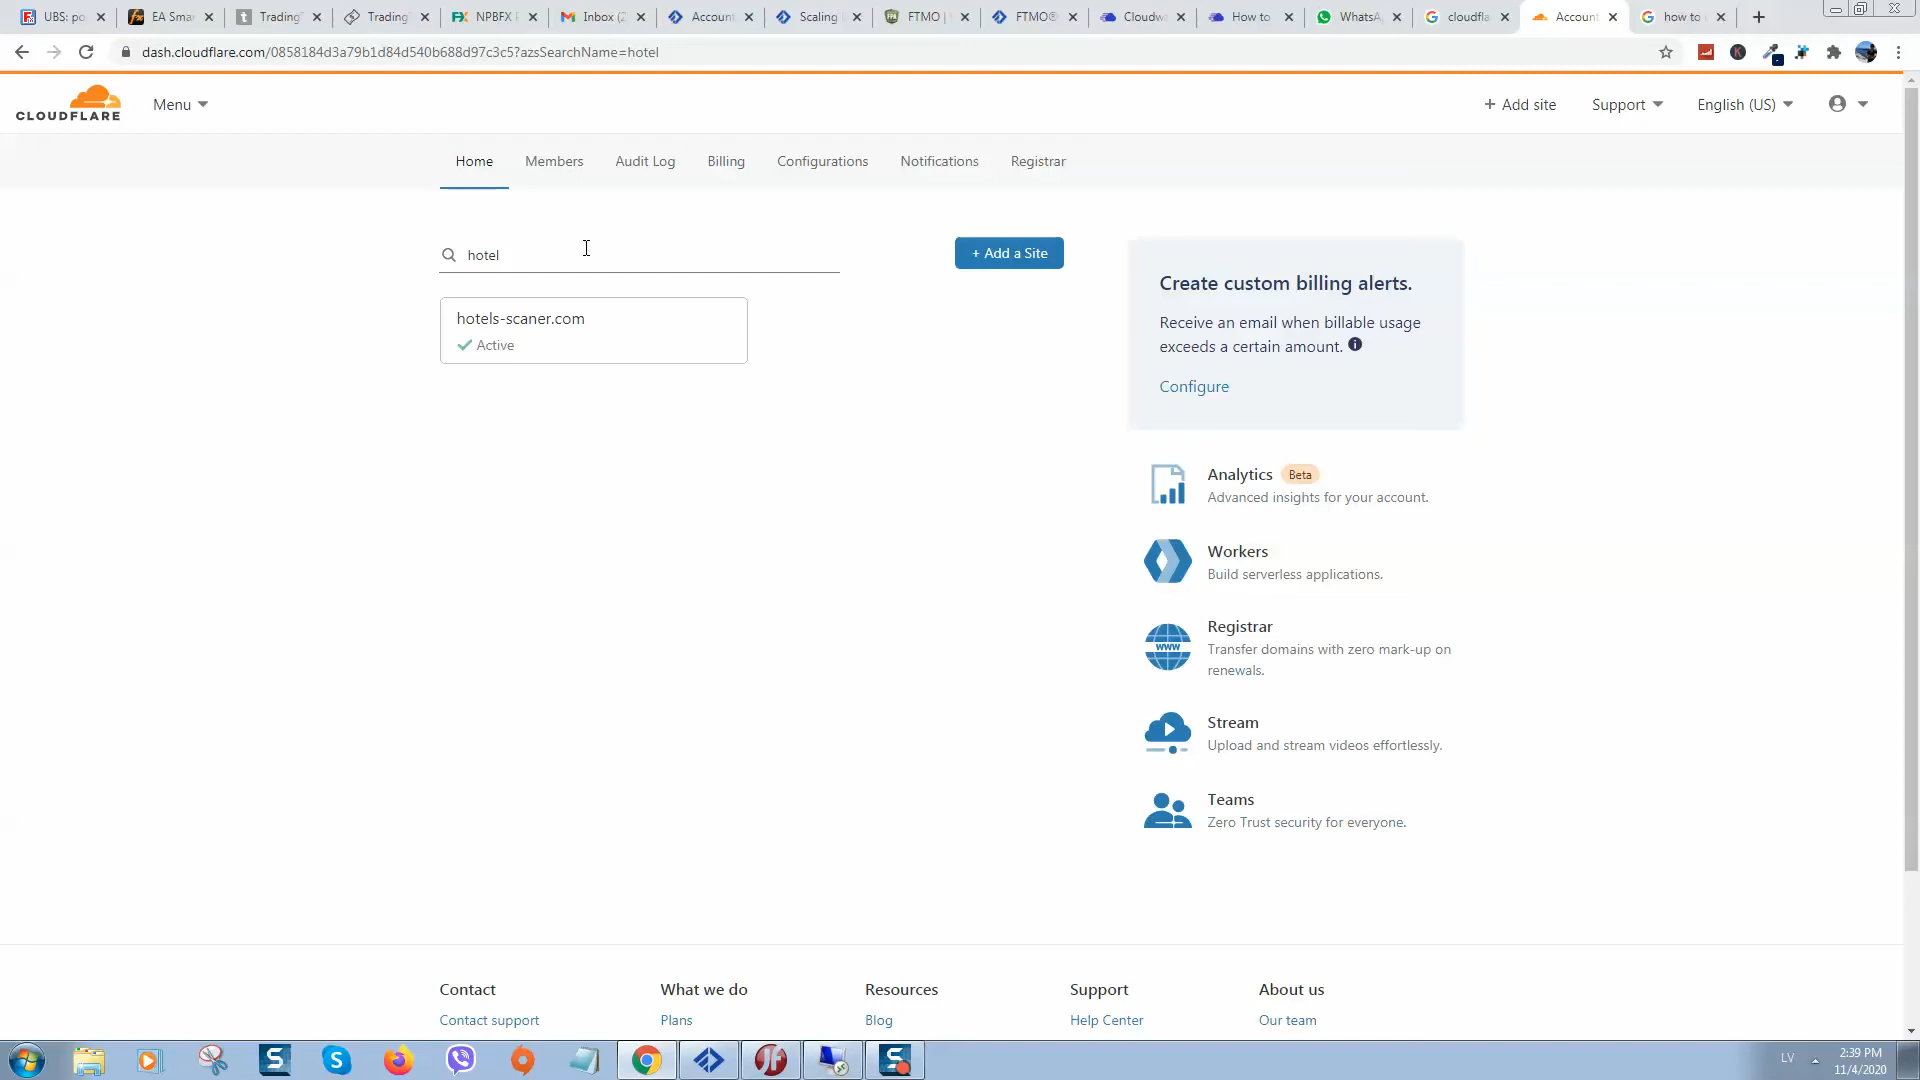 UBS: po
EA Smar
Trading
Trading
NPBFX F
Inbox (2
Account
Scaling
FTMO |
FTMO®
Cloudwa
How to
WhatsA
cloudfla
Account
how to
dash.cloudflare.com/0858184d3a79b1d84d540b688d97c3c5?azsSearchName=hotel
CLOUDFLARE
Menu
+ Add site
Support
English (US)
Home
Members
Audit Log
Billing
Configurations
Notifications
Registrar
hotel
+ Add a Site
hotels-scaner.com
Active
Create custom billing alerts.
Receive an email when billable usage
exceeds a certain amount.
Configure
Analytics Beta
Advanced insights for your account.
Workers
Build serverless applications.
www
Registrar
Transfer domains with zero mark-up on
renewals.
Stream
Upload and stream videos effortlessly.
Teams
Zero Trust security for everyone.
Contact
What we do
Resources
Support
About us
Contact support
Plans
Blog
Help Center
Our team
LV
2:39 PM
11/4/2020